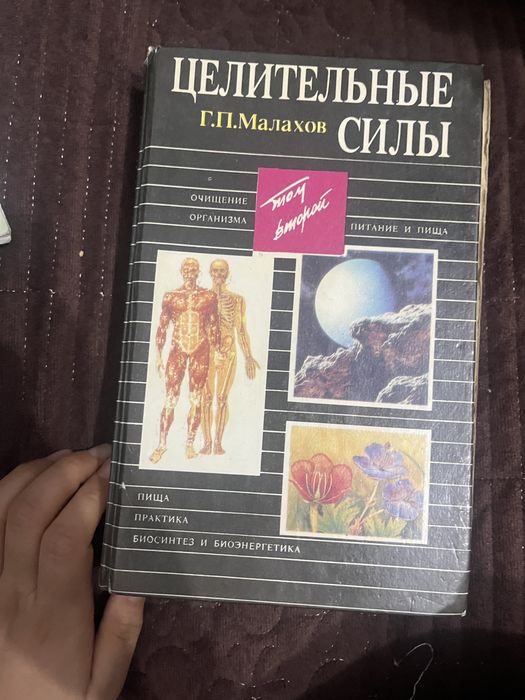 ЦЕЛИТЕЛЬНЫЕ
Г.П.Малахов СИЛЫ
ОЧИЩЕНИЕ
ОРГАНИЗМА
том
второй
ПИТАНИЕ И ПИЩА
ПИЩА
ПРАКТИКА
БИОСИНТЕЗ И БИОЭНЕРГЕТИКА